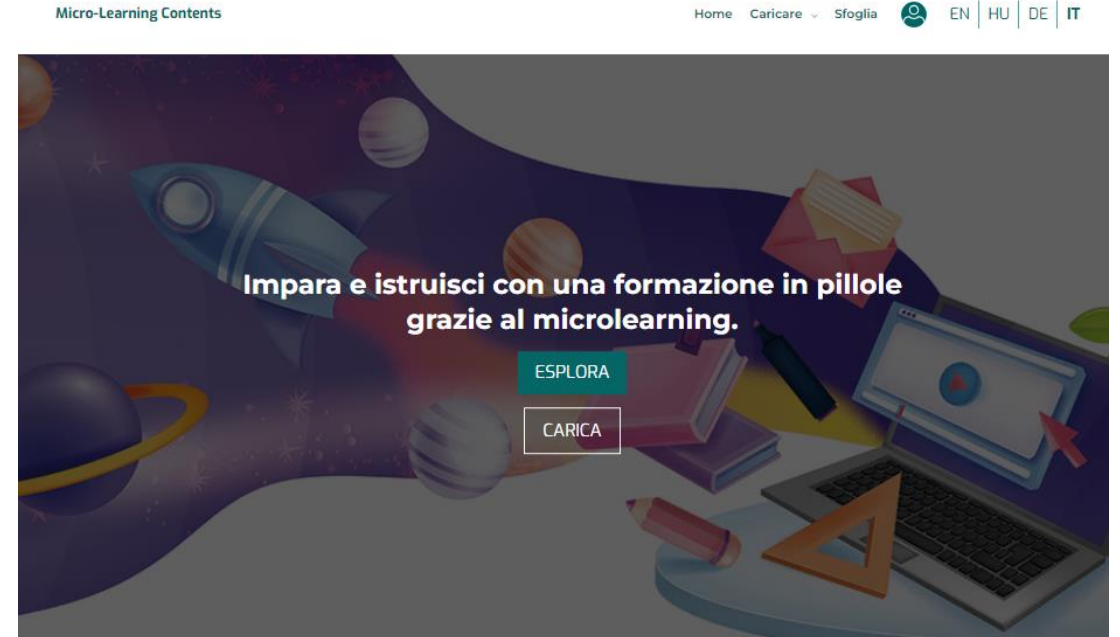 Micro-Learning Contents
Home Caricare Sfoglia EN HU DE IT
Impara e istruisci con una formazione in pillole
grazie al microlearning.
ESPLORA
CARICA